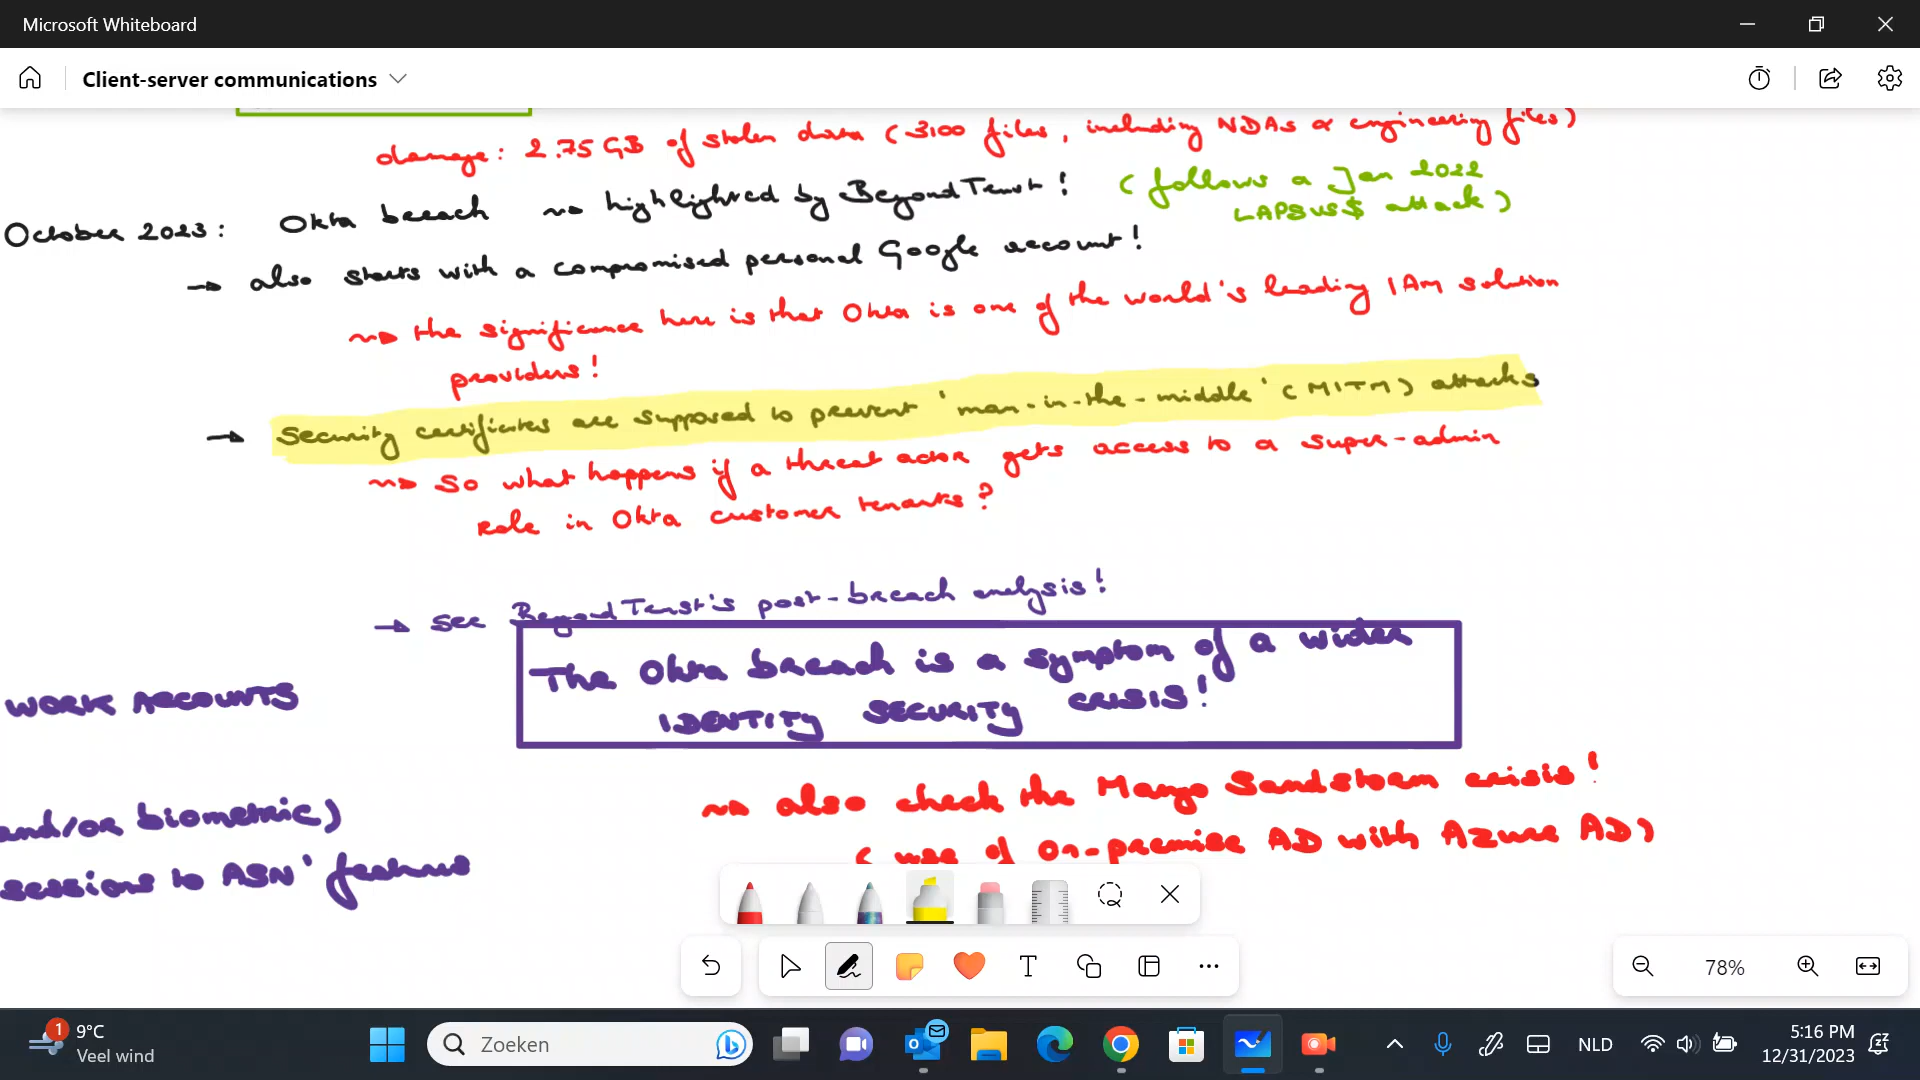 Microsoft Whiteboard
Client-server communications
damage: 2.75 GB of stolen data (3100 files, including NDAs & engineering files)
October 2023: Okta breach highlighted by BeyondTrust! (follows a Jan 2022
LAPSUS$ attack)
→ also starts with a compromised personal Google account!
the significance here is that Okta is one of the world's leading IAM solution
providers!
→ Security certificates are supposed to prevent 'man-in-the-middle' (MITM) attacks
so what happens if a threat actor gets access to a super-admin
role in Okta customer tenants?
→ see BeyondTrust's post-breach analysis!
The Okta breach is a symptom of a wider
IDENTITY SECURITY CRISIS!
WORK ACCOUNTS
also check the Mango Sandstorm crisis!
and/or biometric)
(use of on-premise AD with Azure AD)
sessions to ASN' feature
T
78%
1
9°C
Veel wind
Zoeken
NLD
5:16 PM
12/31/2023